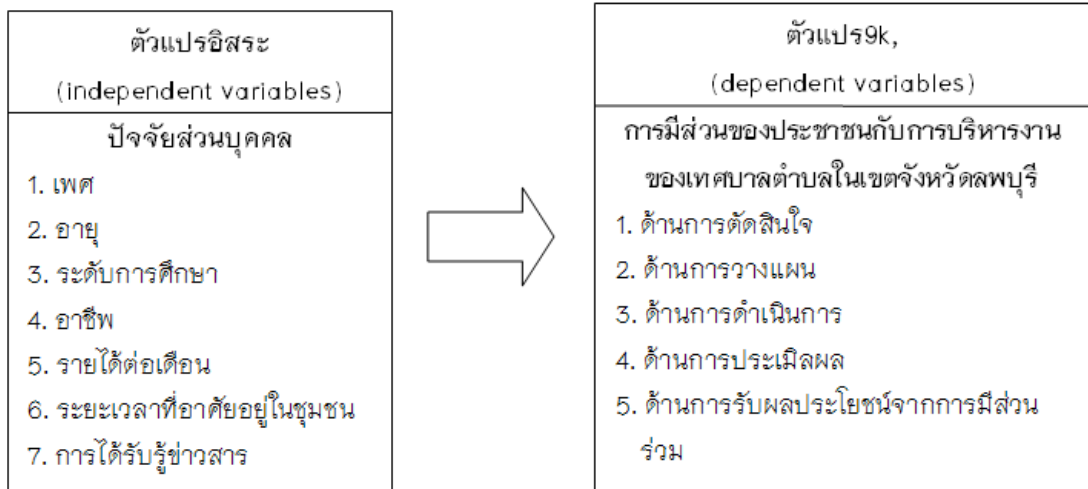 ตัวแปรอิสระ
(independent variables)
ปัจจัยส่วนบุคคล
1. เพศ
2. อายุ
3. ระดับการศึกษา
4. อาชีพ
5. รายได้ต่อเดือน
6. ระยะเวลาที่อาศัยอยู่ในชุมชน
7. การได้รับรู้ข่าวสาร
ตัวแปร9k,
(dependent variables)
การมีส่วนของประชาชนกับการบริหารงาน
ของเทศบาลตำบลในเขตจังหวัดลพบุรี
1. ด้านการตัดสินใจ
2. ด้านการวางแผน
3. ด้านการดำเนินการ
4. ด้านการประเมิลผล
5. ด้านการรับผลประโยชน์จากการมีส่วน
ร่วม